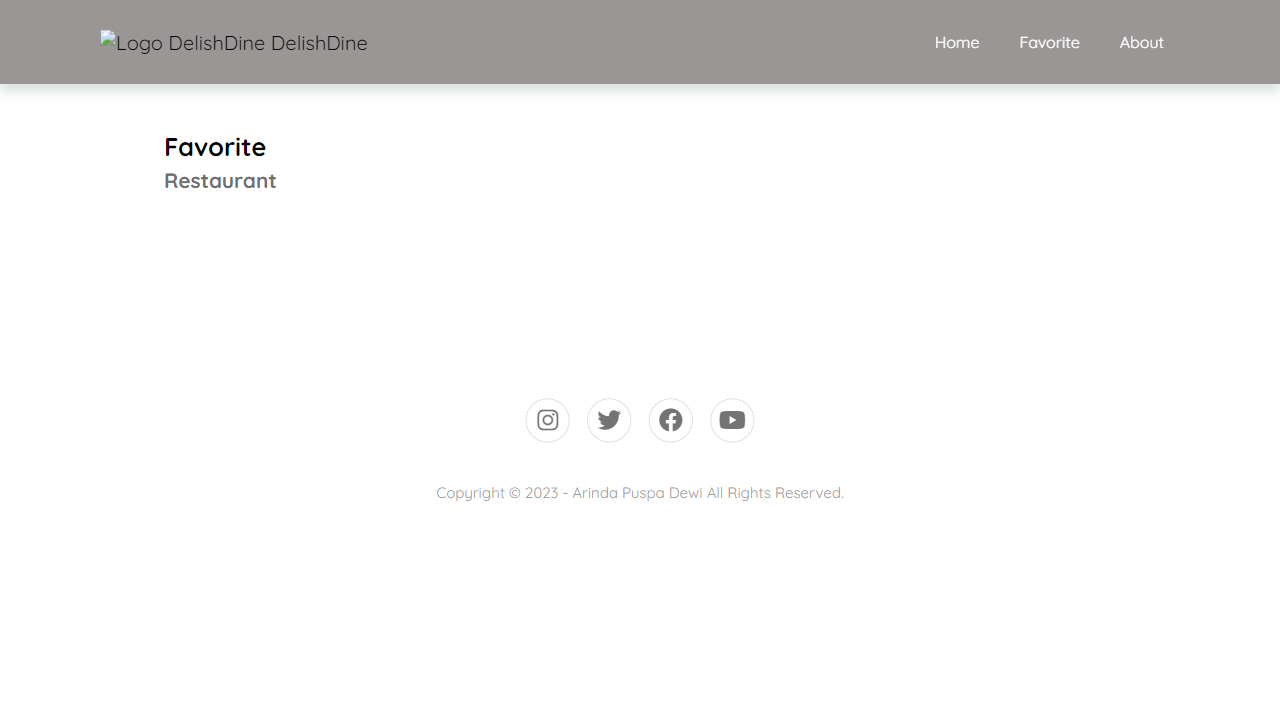 Logo DelishDine DelishDine
Home
Favorite
About
Favorite
Restaurant
Copyright © 2023 - Arinda Puspa Dewi All Rights Reserved.